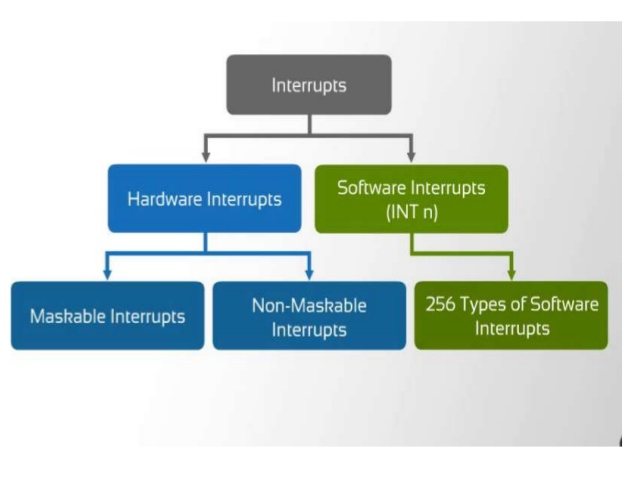 Interrupts
Hardware Interrupts
Software Interrupts
(INT n)
Maskable Interrupts
Non-Maskable
Interrupts
256 Types of Software
Interrupts